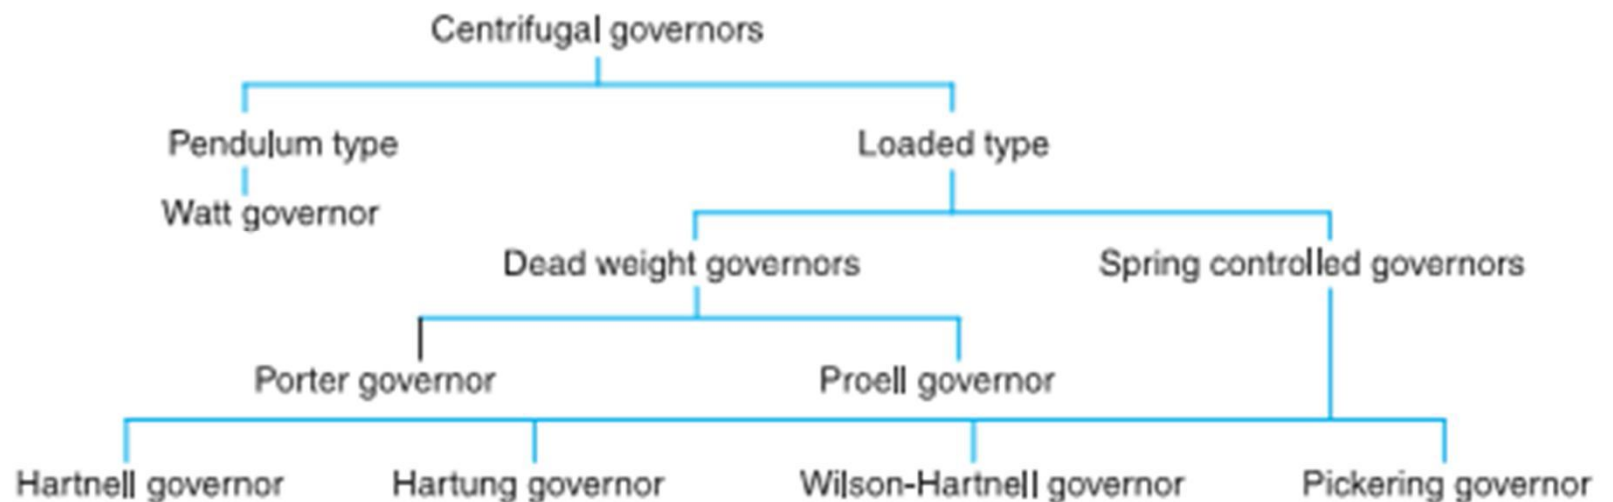 Centrifugal governors
Pendulum type Loaded type
Watt governor
Dead weight governors Spring controlled governors
Porter governor Proell governor
Hartnell governor Hartung governor Wilson-Hartnell governor Pickering governor